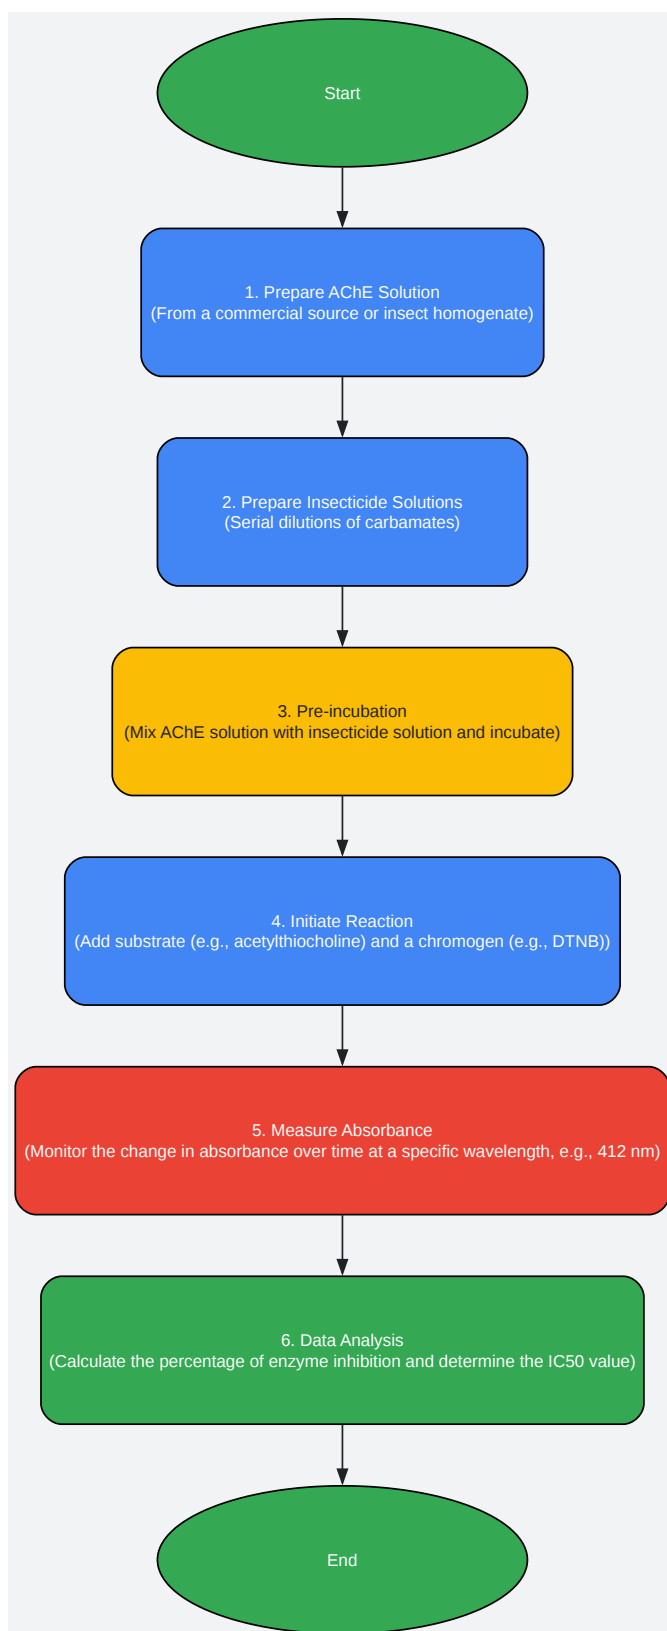 Start
1. Prepare AChE Solution
(From a commercial source or insect homogenate)
2. Prepare Insecticide Solutions
(Serial dilutions of carbamates)
3. Pre-incubation
(Mix AChE solution with insecticide solution and incubate)
4. Initiate Reaction
(Add substrate (e.g., acetylthiocholine) and a chromogen (e.g., DTNB))
5. Measure Absorbance
(Monitor the change in absorbance over time at a specific wavelength, e.g., 412 nm)
6. Data Analysis
(Calculate the percentage of enzyme inhibition and determine the IC50 value)
End